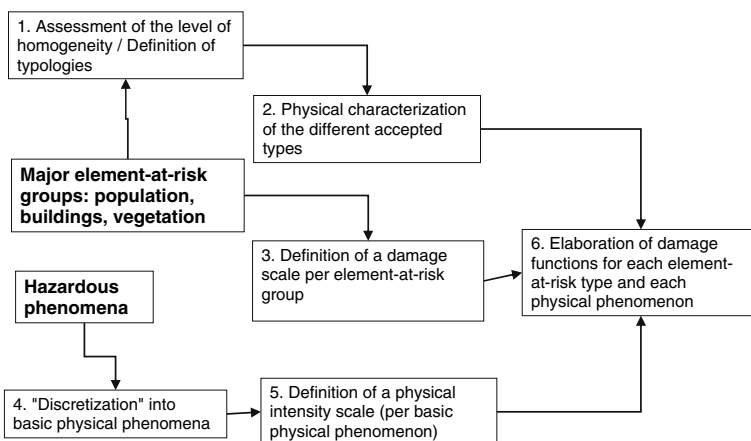 1. Assessment of the level of
homogeneity / Definition of
typologies
2. Physical characterization
of the different accepted
types
Major element-at-risk
groups: population,
buildings, vegetation
3. Definition of a damage
scale per element-at-risk
group
6. Elaboration of damage
functions for each element-
at-risk type and each
physical phenomenon
Hazardous
phenomena
4. "Discretization" into
basic physical phenomena
5. Definition of a physical
intensity scale (per basic
physical phenomenon)